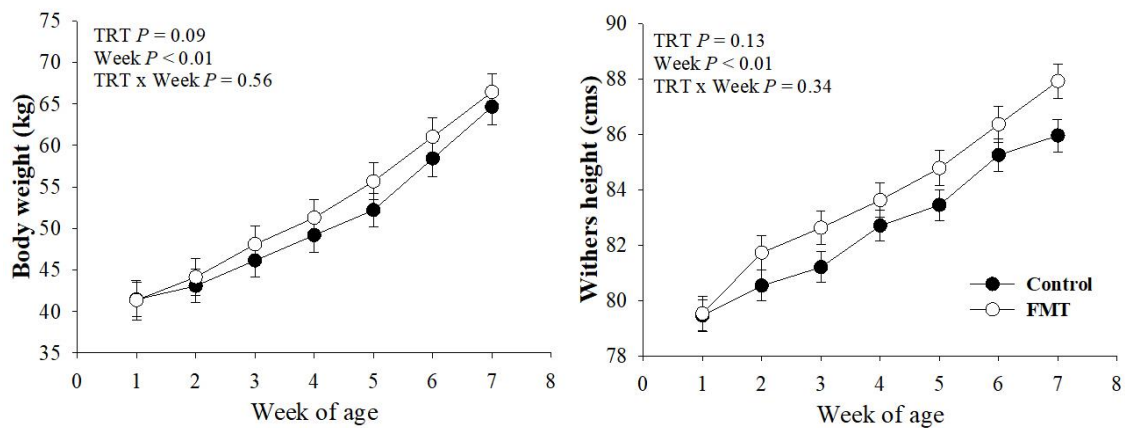 TRT P = 0.09
Week P < 0.01
TRT x Week P = 0.56
Body weight (kg)
75
70
65
60
55
50
45
40
35
0 1 2 3 4 5 6 7 8
Week of age
TRT P = 0.13
Week P < 0.01
TRT x Week P = 0.34
Withers height (cms)
90
88
86
84
82
80
78
Control
FMT
0 1 2 3 4 5 6 7 8
Week of age